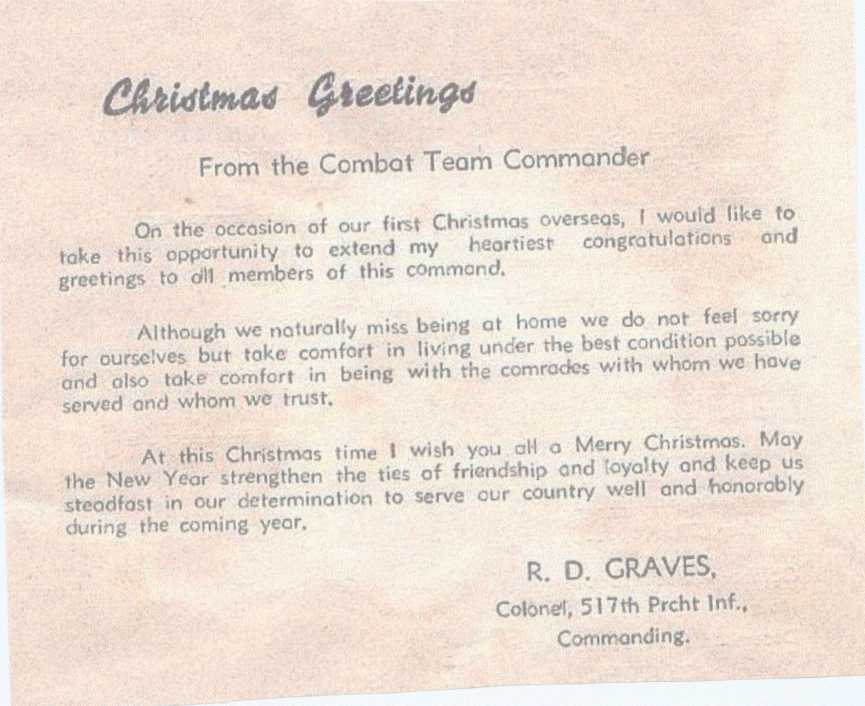 Christmas Greetings
From the Combat Team Commander
On the occasion of our first Christmas overseas, I would like to
take this opportunity to extend my heartiest congratulations and
greetings to all members of this command.
Although we naturally miss being at home we do not feel sorry
for ourselves but take comfort in living under the best condition possible
and also take comfort in being with the comrades with whom we have
served and whom we trust.
At this Christmas time I wish you all a Merry Christmas. May
the New Year strengthen the ties of friendship and loyalty and keep us
steadfast in our determination to serve our country well and honorably
during the coming year.
R. D. GRAVES,
Colonel, 517th Prcht Inf.,
Commanding.